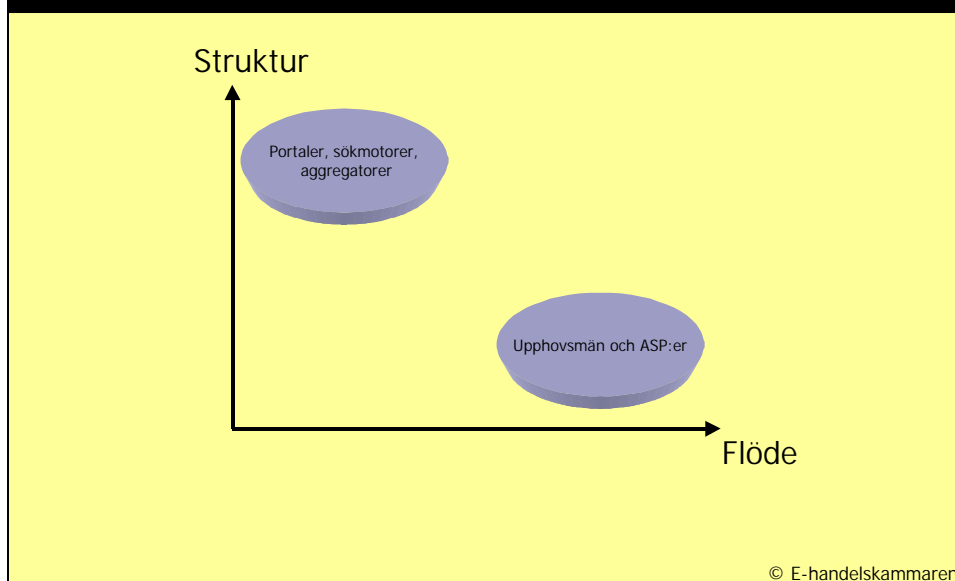 Struktur
Portaler, sökmotorer,
aggregatorer
Upphovsmän och ASP:er
Flöde
© E-handelskammaren